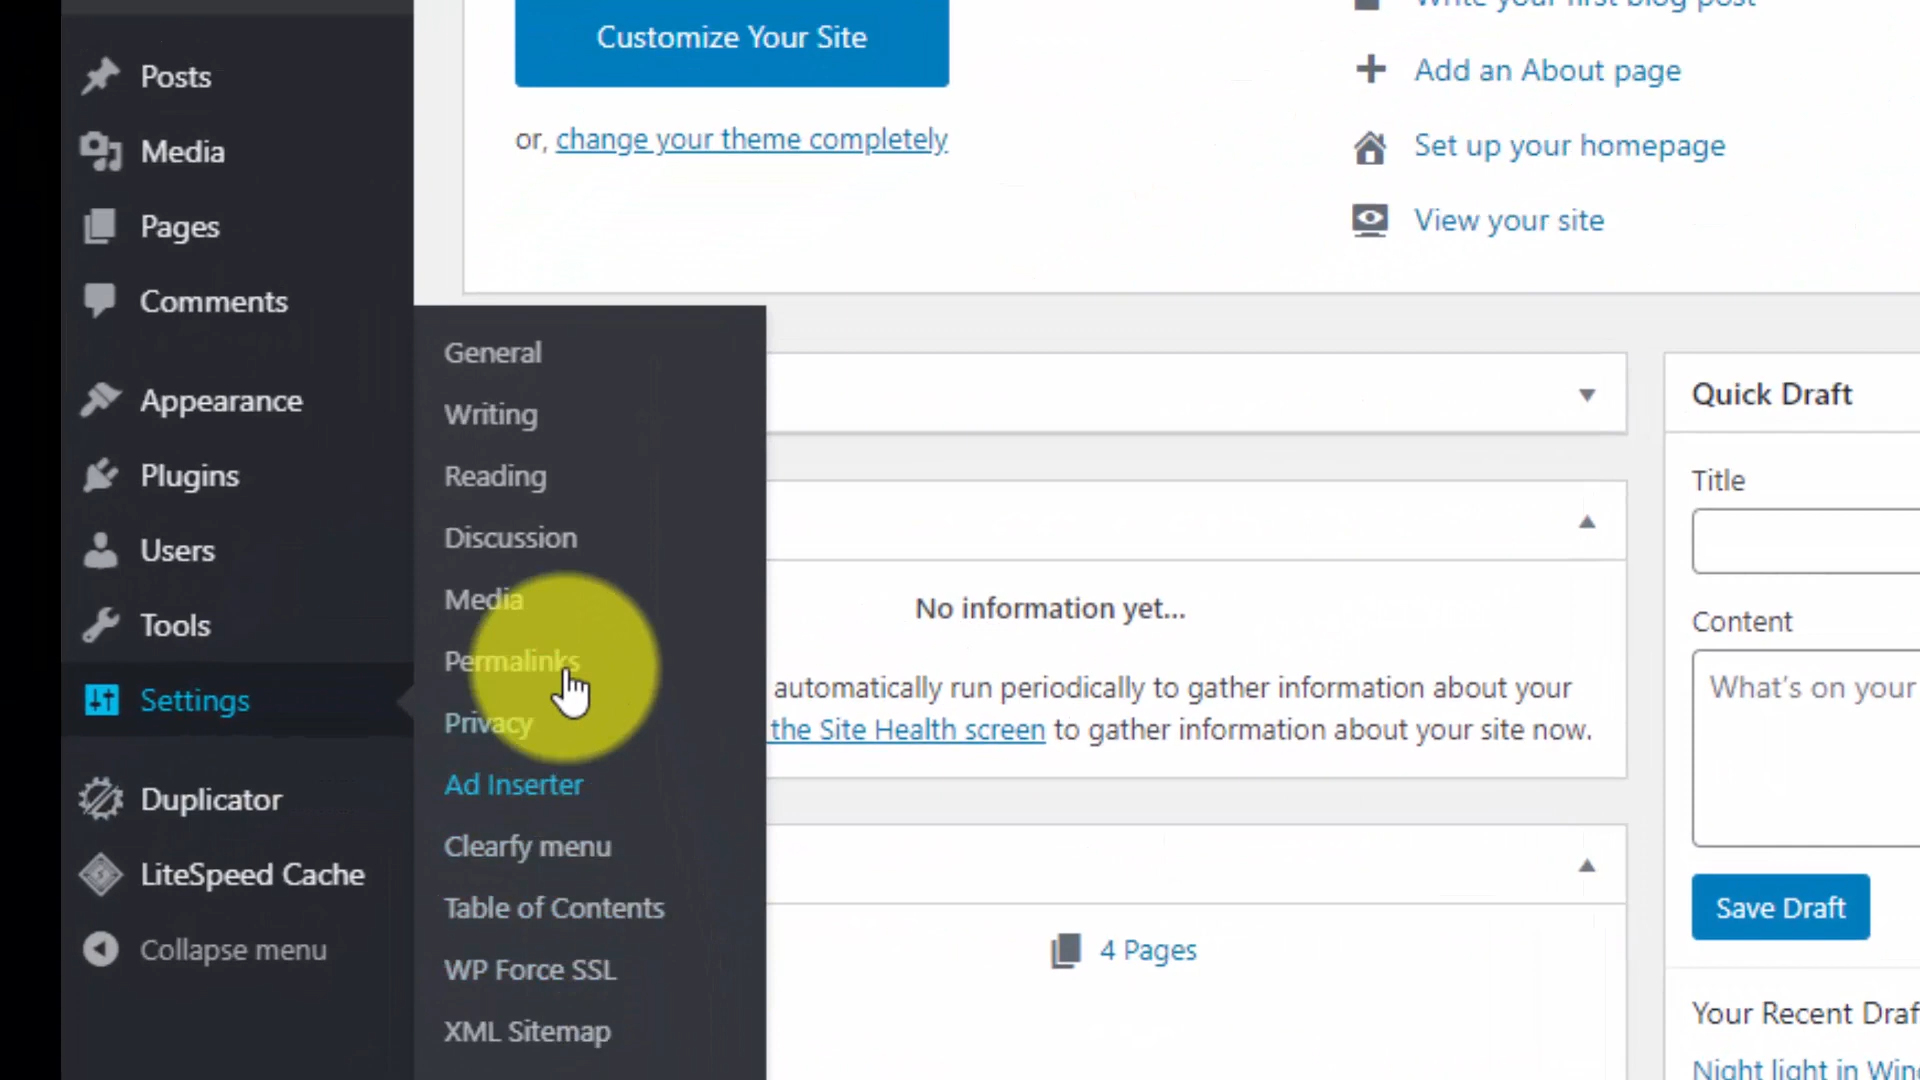 Posts
Media
Pages
Comments
Appearance
Plugins
Users
Tools
Settings
Duplicator
LiteSpeed Cache
Collapse menu
General
Writing
Reading
Discussion
Media
Permalinks
Privacy
Ad Inserter
Clearfy menu
Table of Contents
WP Force SSL
XML Sitemap
Customize Your Site
or, change your theme completely
Write your first blog post
Add an About page
Set up your homepage
View your site
No information yet...
automatically run periodically to gather information about your
the Site Health screen to gather information about your site now.
4 Pages
Quick Draft
Title
Content
What's on your
Save Draft
Your Recent Draf
Night light in Win